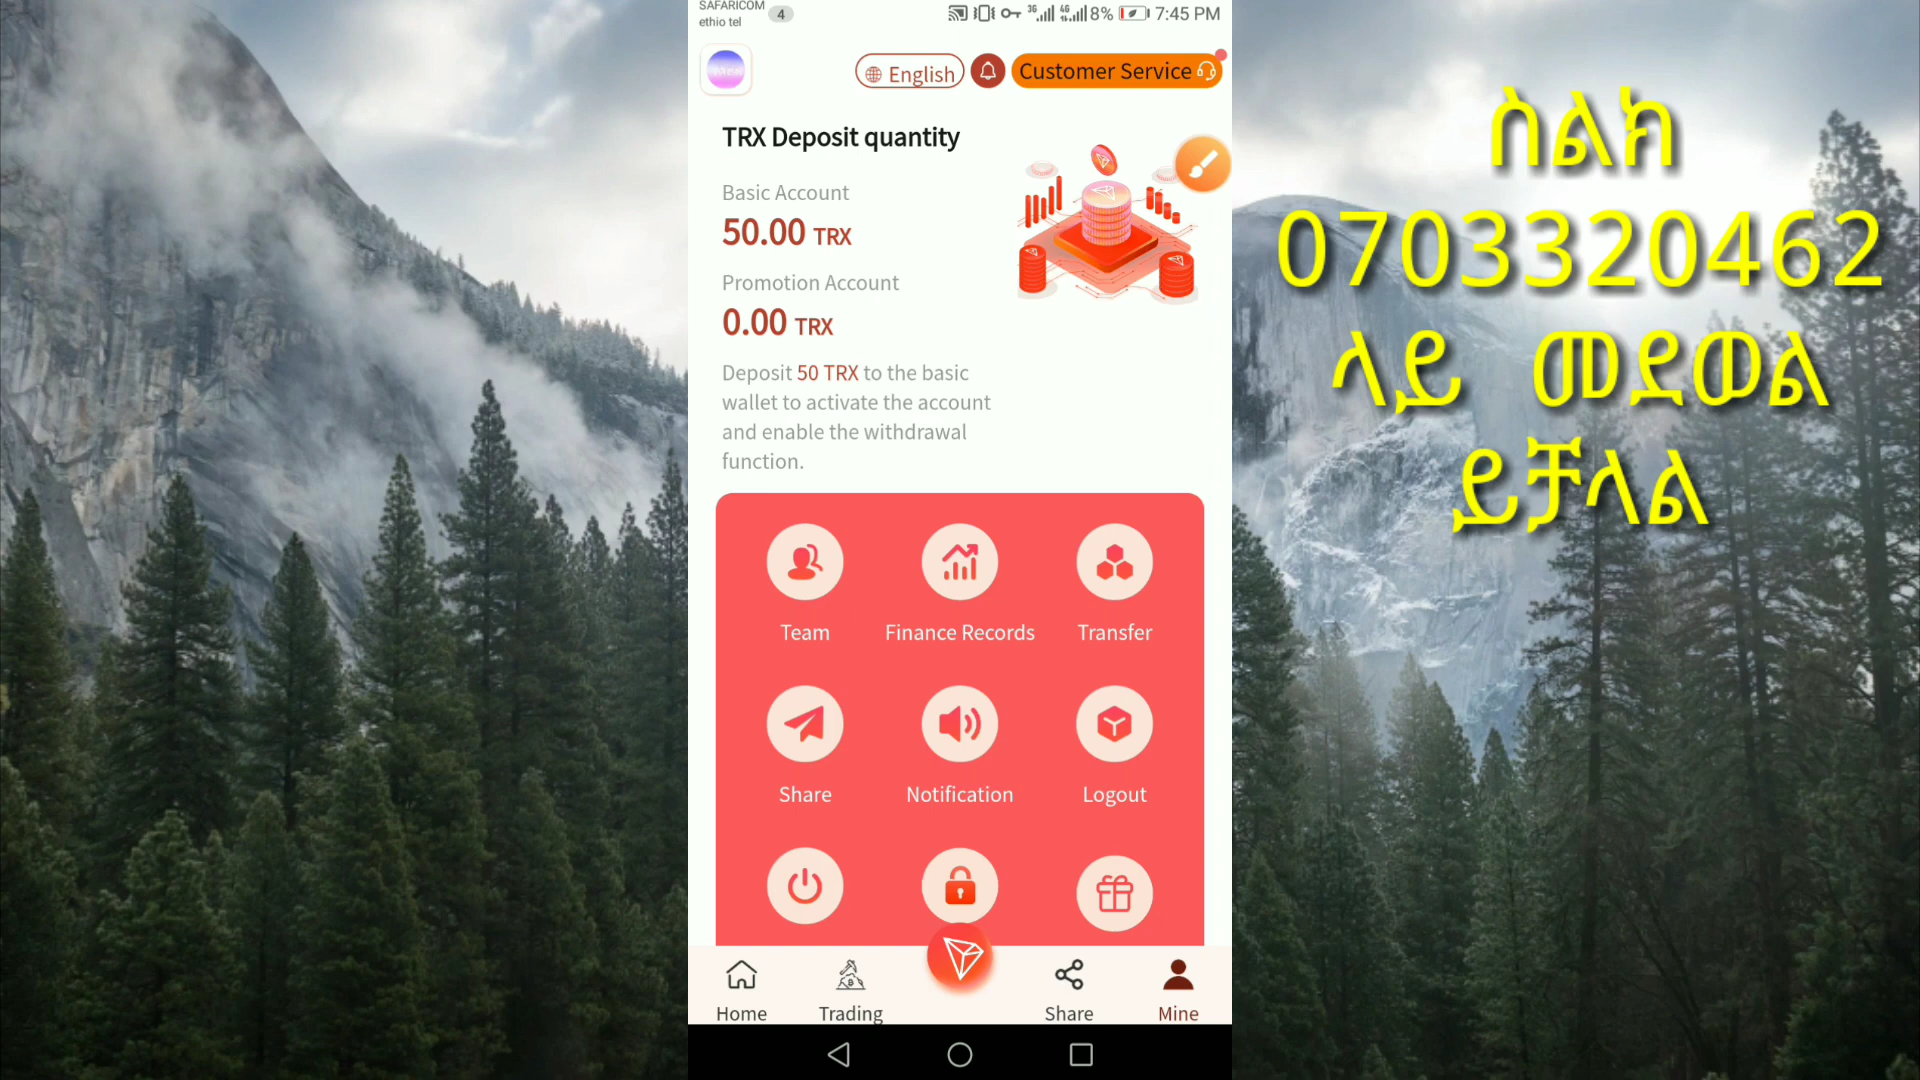 SAFARICOM
ethio tel
4
3G
4G
8%
7:45 PM
English
Customer Service
TRX Deposit quantity
Basic Account
50.00 TRX
Promotion Account
0.00 TRX
Deposit 50 TRX to the basic
wallet to activate the account
and enable the withdrawal
function.
Team
Finance Records
Transfer
Share
Notification
Logout
Home
Trading
Share
Mine
ስልክ
0703320462
ላይ መደወል
ይቻላል